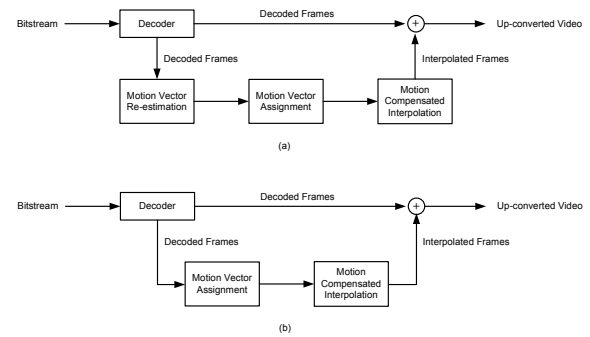 Decoded Frames
Bitstream
Decoder
+
Up-converted Video
Decoded Frames
Interpolated Frames
Motion Vector
Re-estimation
Motion Vector
Assignment
Motion
Compensated
Interpolation
(a)
Decoded Frames
Bitstream
Decoder
+
Up-converted Video
Decoded Frames
Interpolated Frames
Motion Vector
Assignment
Motion
Compensated
Interpolation
(b)